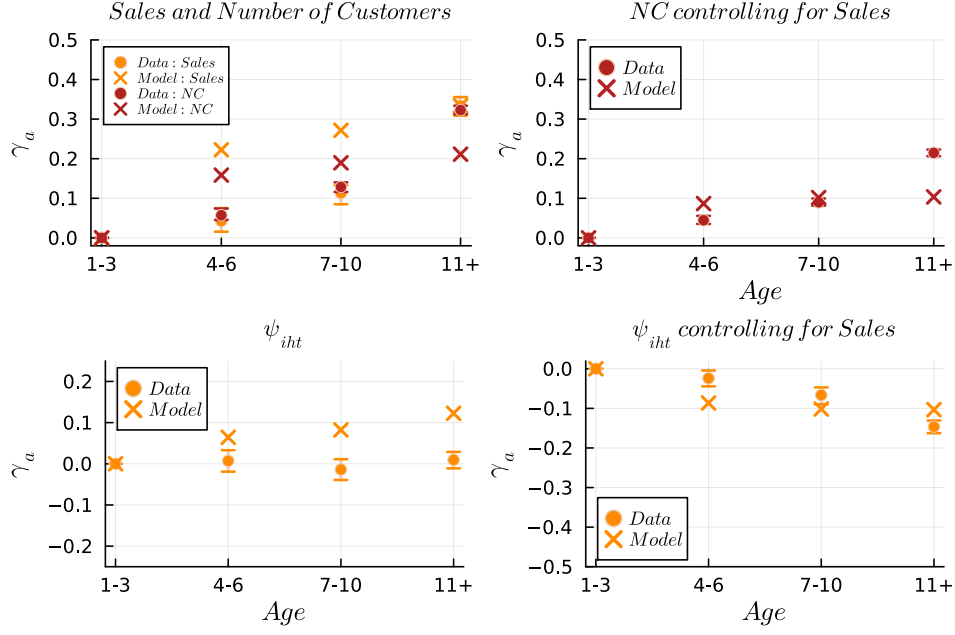 Sales and Number of Customers
γa
0.5
0.4
0.3
0.2
0.1
0.0
Data : Sales
Model : Sales
Data : NC
Model : NC
1-3 4-6 7-10 11+
NC controlling for Sales
γa
0.5
0.4
0.3
0.2
0.1
0.0
Data
Model
1-3 4-6 7-10 11+
Age
ψiht
γa
0.2
0.1
0.0
−0.1
−0.2
Data
Model
1-3 4-6 7-10 11+
Age
ψiht controlling for Sales
γa
0.0
−0.1
−0.2
−0.3
−0.4
−0.5
Data
Model
1-3 4-6 7-10 11+
Age